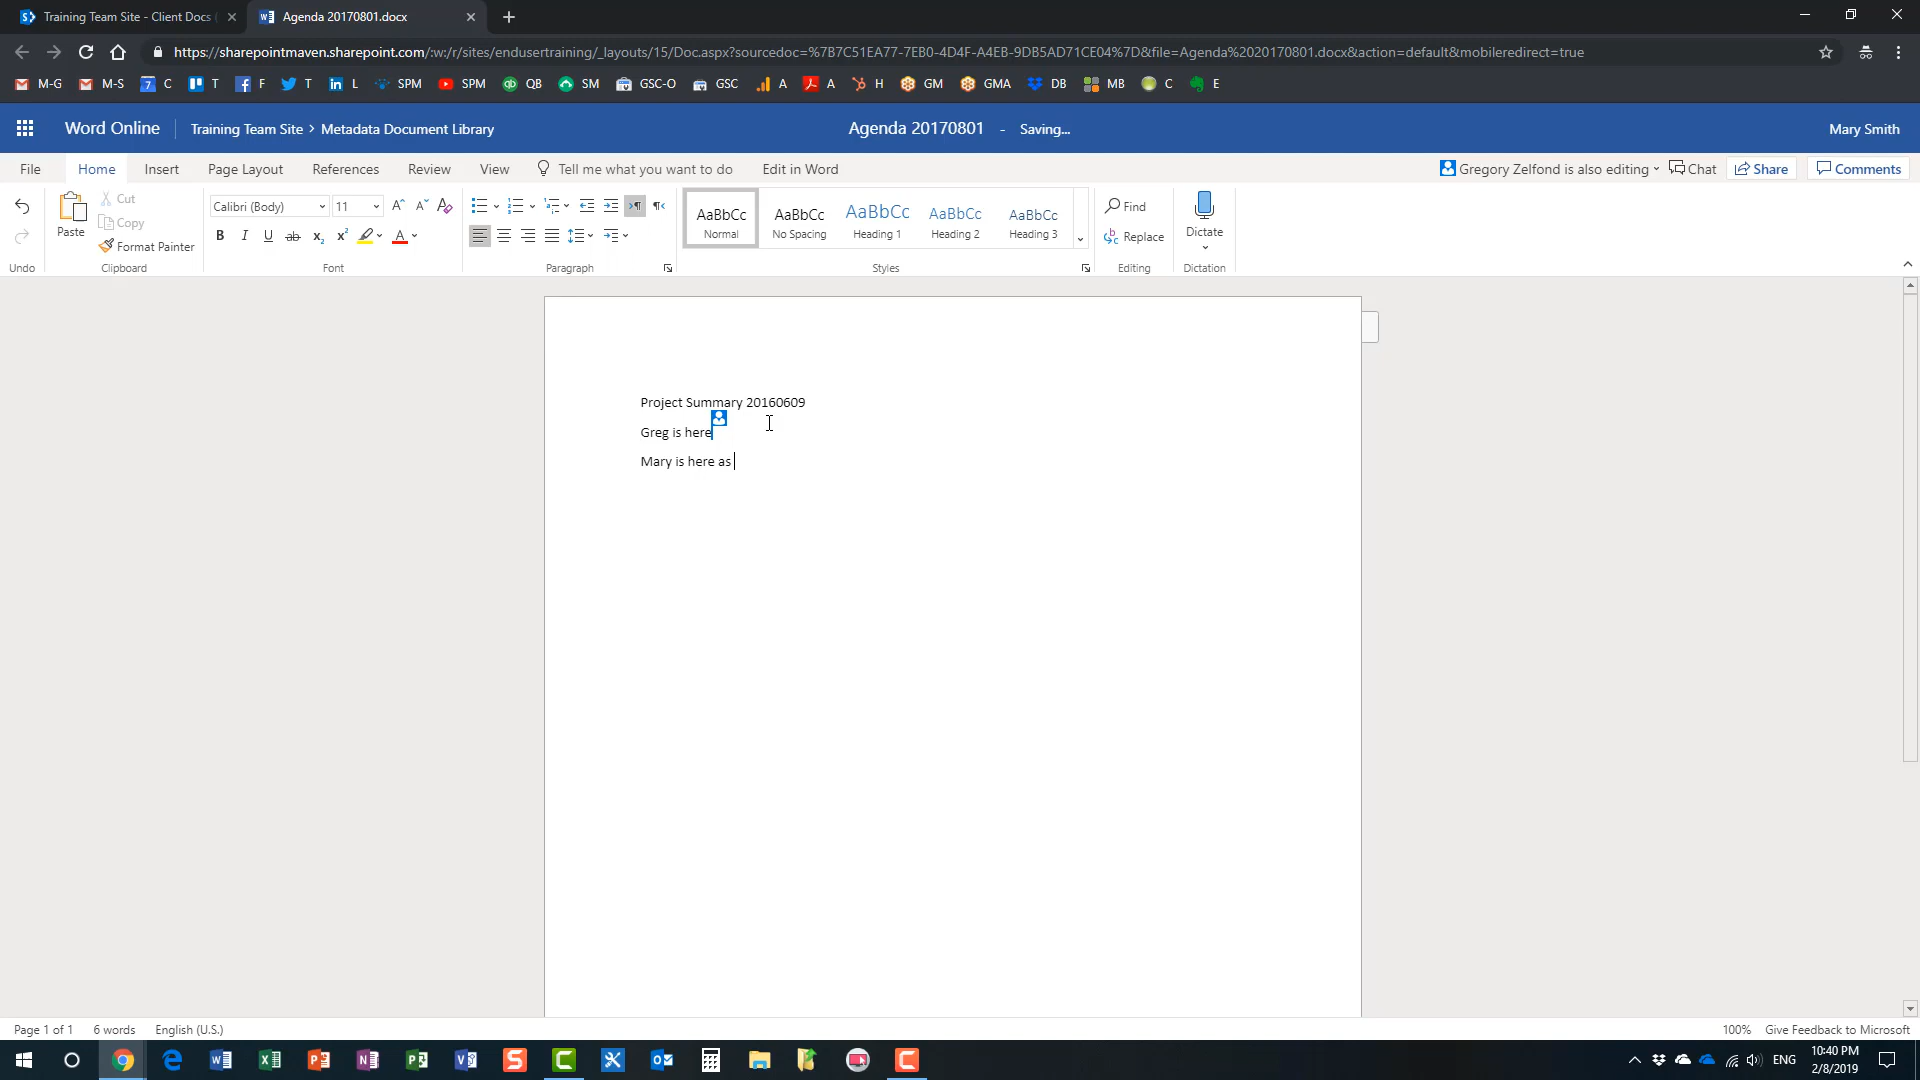 Training Team Site - Client Docs (
Agenda 20170801.docx
https://sharepointmaven.sharepoint.com/:w:/r/sites/endusertraining/_layouts/15/Doc.aspx?sourcedoc=%7B7C51EA77-7EB0-4D4F-A4EB-9DB5AD71CE04%7D&file=Agenda%2020170801.docx&action=default&mobileredirect=true
M-G M-S 7 C T F T L SPM SPM QB SM GSC-O GSC A A H GM GMA DB MB C E
Word Online Training Team Site > Metadata Document Library Agenda 20170801 - Saving... Mary Smith
File Home Insert Page Layout References Review View Tell me what you want to do Edit in Word Gregory Zelfond is also editing Chat Share Comments
Paste Cut Copy Format Painter
Calibri (Body) 11
AaBbCc Normal AaBbCc No Spacing AaBbCc Heading 1 AaBbCc Heading 2 AaBbCc Heading 3
Find Replace Dictate
Undo Clipboard Font Paragraph Styles Editing Dictation
Project Summary 20160609
Greg is here
Mary is here as
Page 1 of 1 6 words English (U.S.) 100% Give Feedback to Microsoft
ENG 10:40 PM
2/8/2019